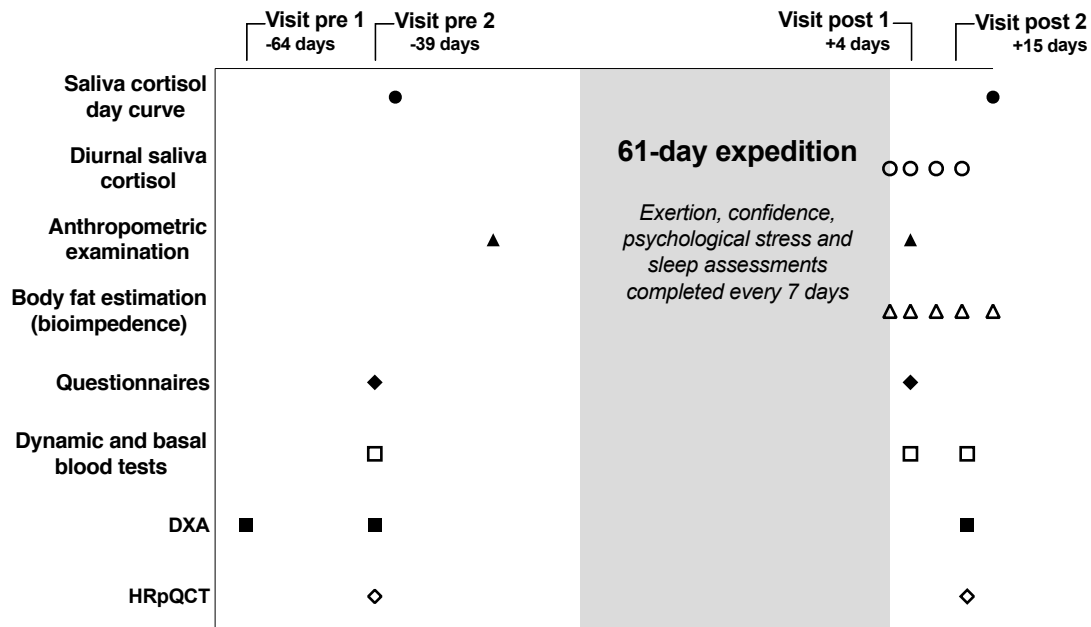 Visit pre 1
-64 days
Visit pre 2
-39 days
Visit post 1
+4 days
Visit post 2
+15 days
Saliva cortisol
day curve
Diurnal saliva
cortisol
Anthropometric
examination
Body fat estimation
(bioimpedence)
Questionnaires
Dynamic and basal
blood tests
DXA
HRpQCT
61-day expedition
Exertion, confidence,
psychological stress and
sleep assessments
completed every 7 days